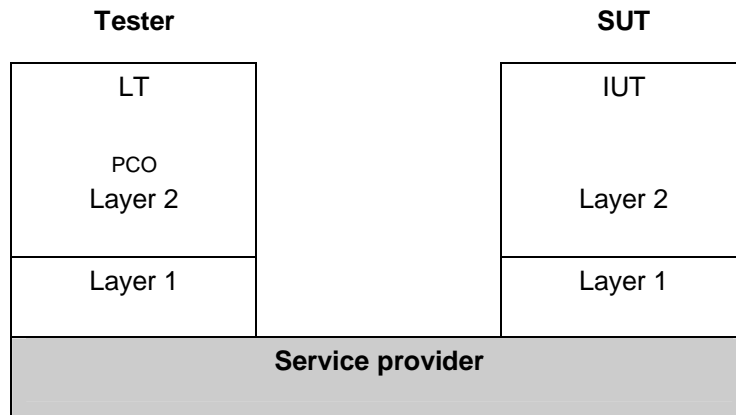 Tester SUT
LT IUT
PCO
Layer 2 Layer 2
Layer 1 Layer 1
Service provider